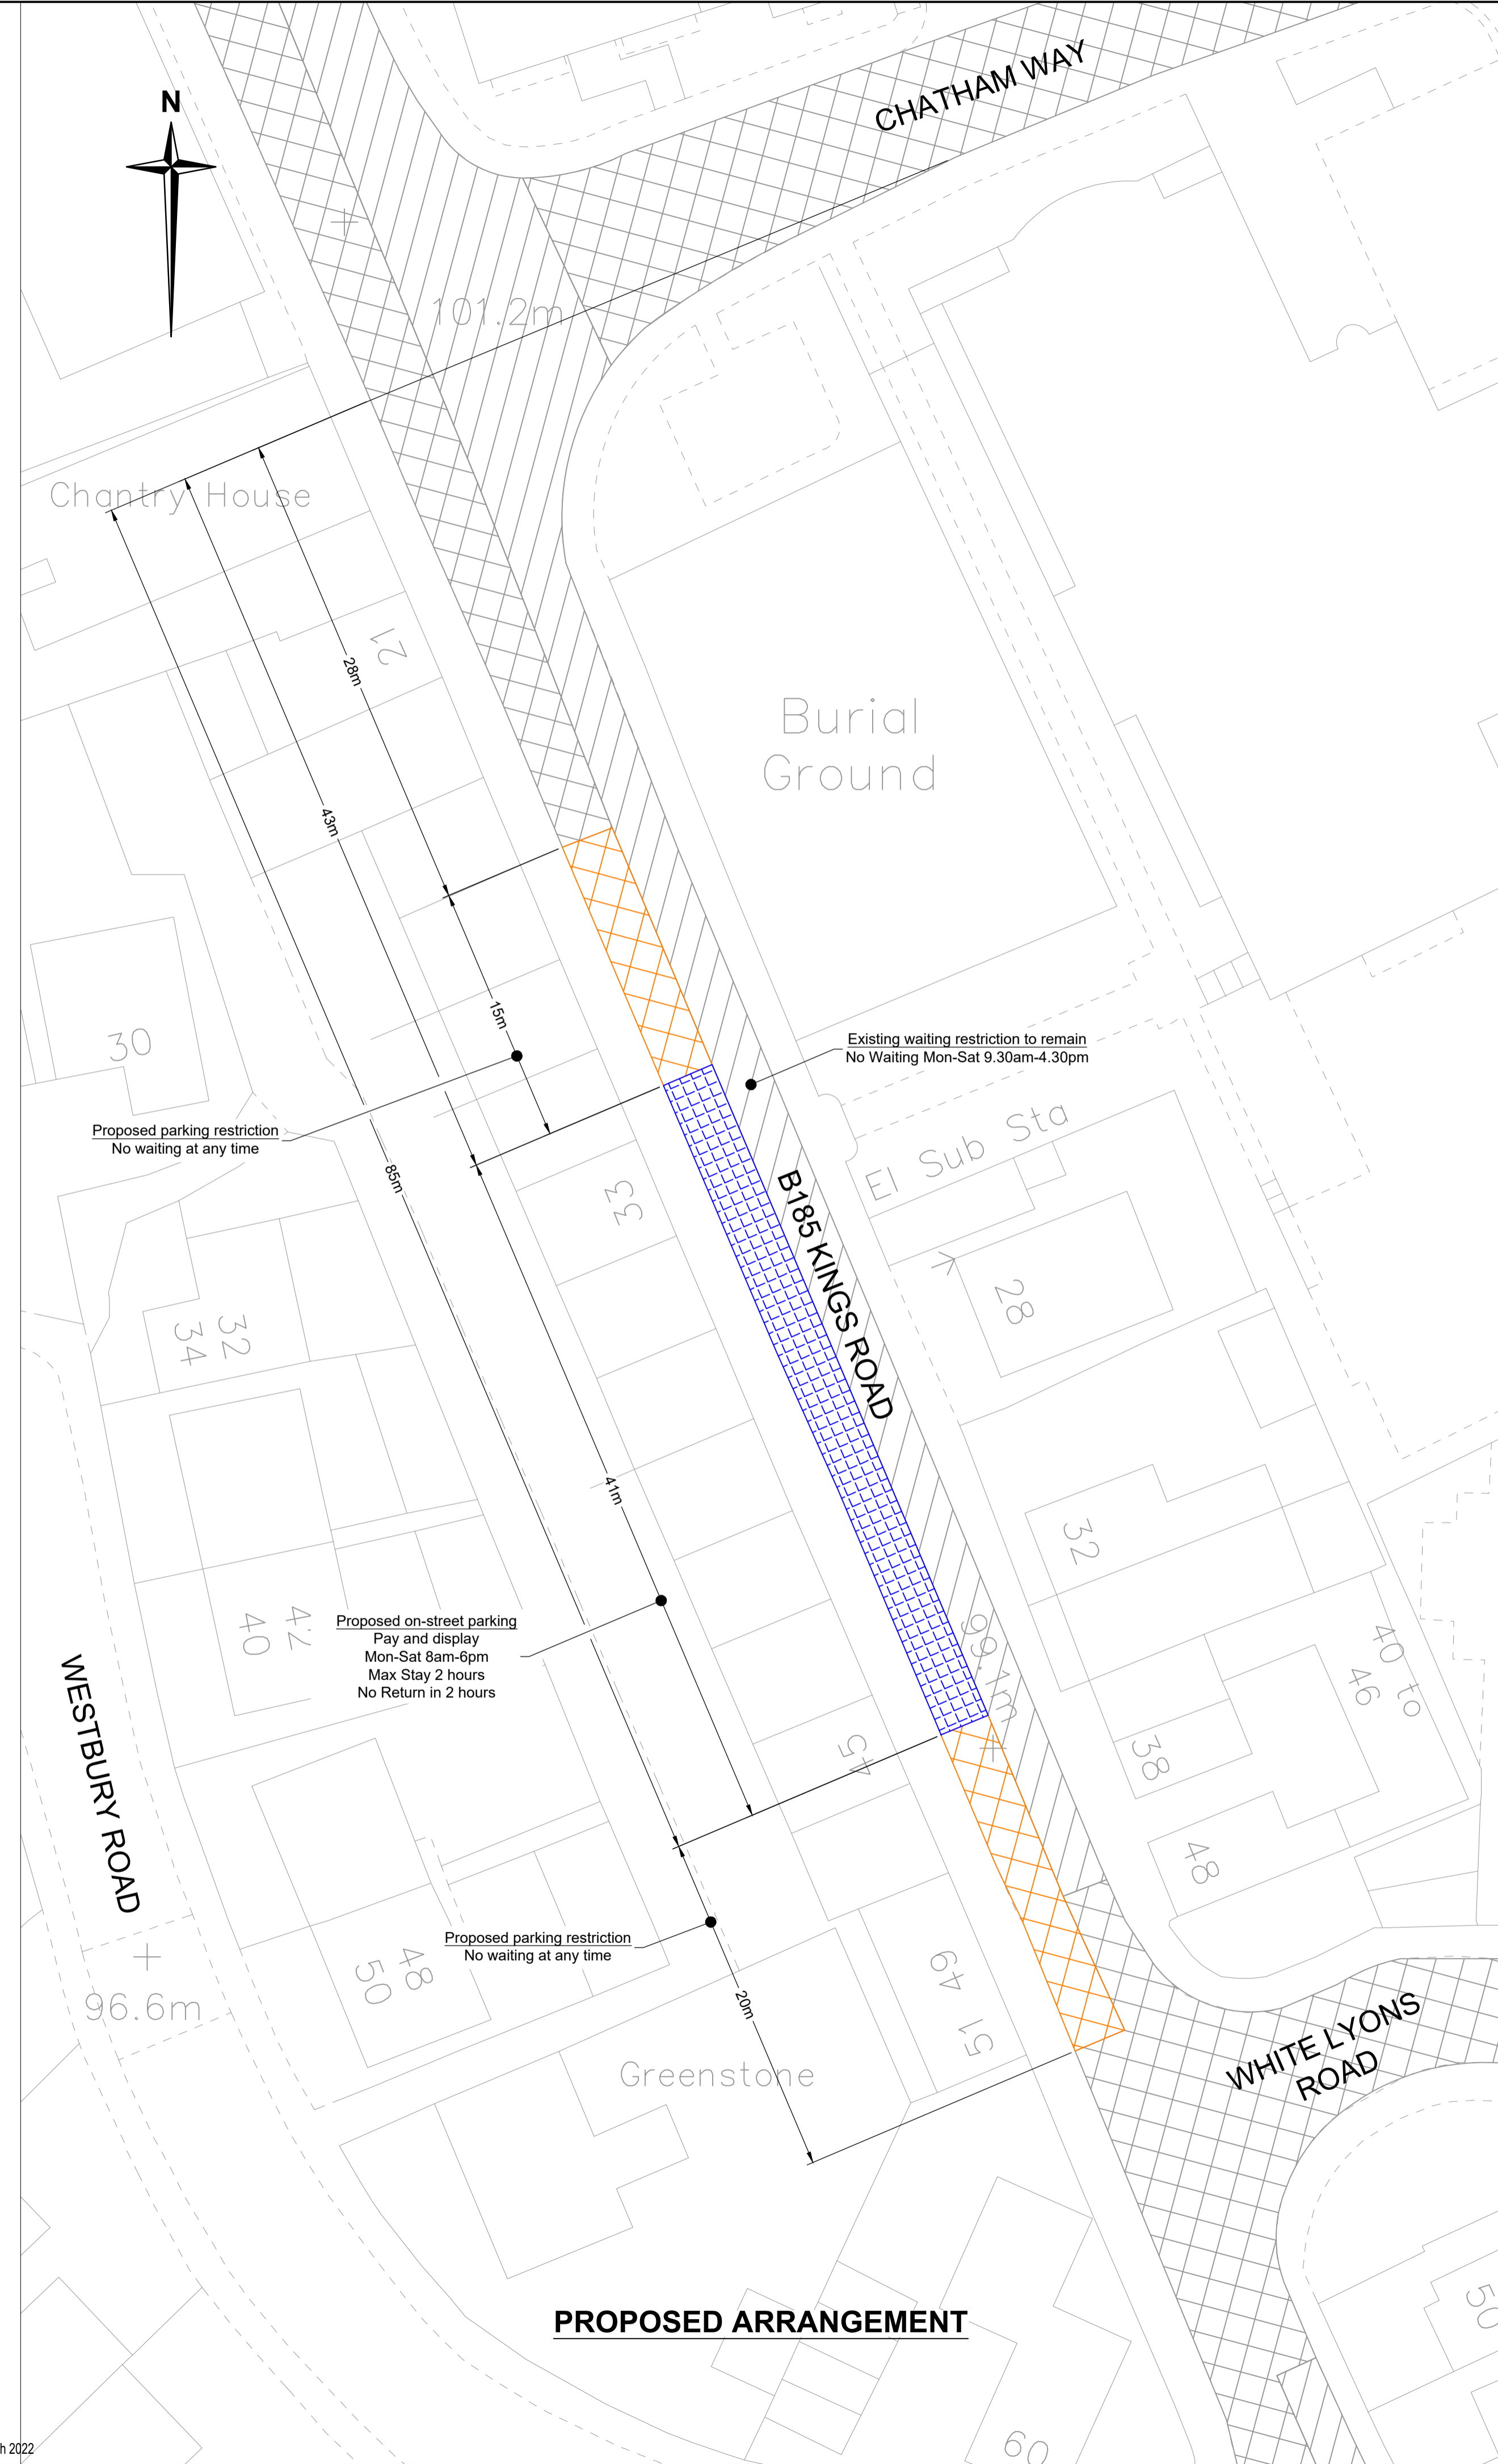 CHATHAM WAY
N
101.2m
Chantry House
21
28m
Burial
Ground
43m
15m
30
Existing waiting restriction to remain
No Waiting Mon-Sat 9.30am-4.30pm
Proposed parking restriction
No waiting at any time
El Sub Sta
85m
33
B185 KINGS ROAD
28
32
34
41m
32
Proposed on-street parking
Pay and display
Mon-Sat 8am-6pm
Max Stay 2 hours
No Return in 2 hours
40
42
99.1m
40 to
46
WESTBURY ROAD
45
38
48
Proposed parking restriction
No waiting at any time
48
50
49
96.6m
20m
51
WHITE LYONS
ROAD
Greenstone
50
PROPOSED ARRANGEMENT
60
h 2022